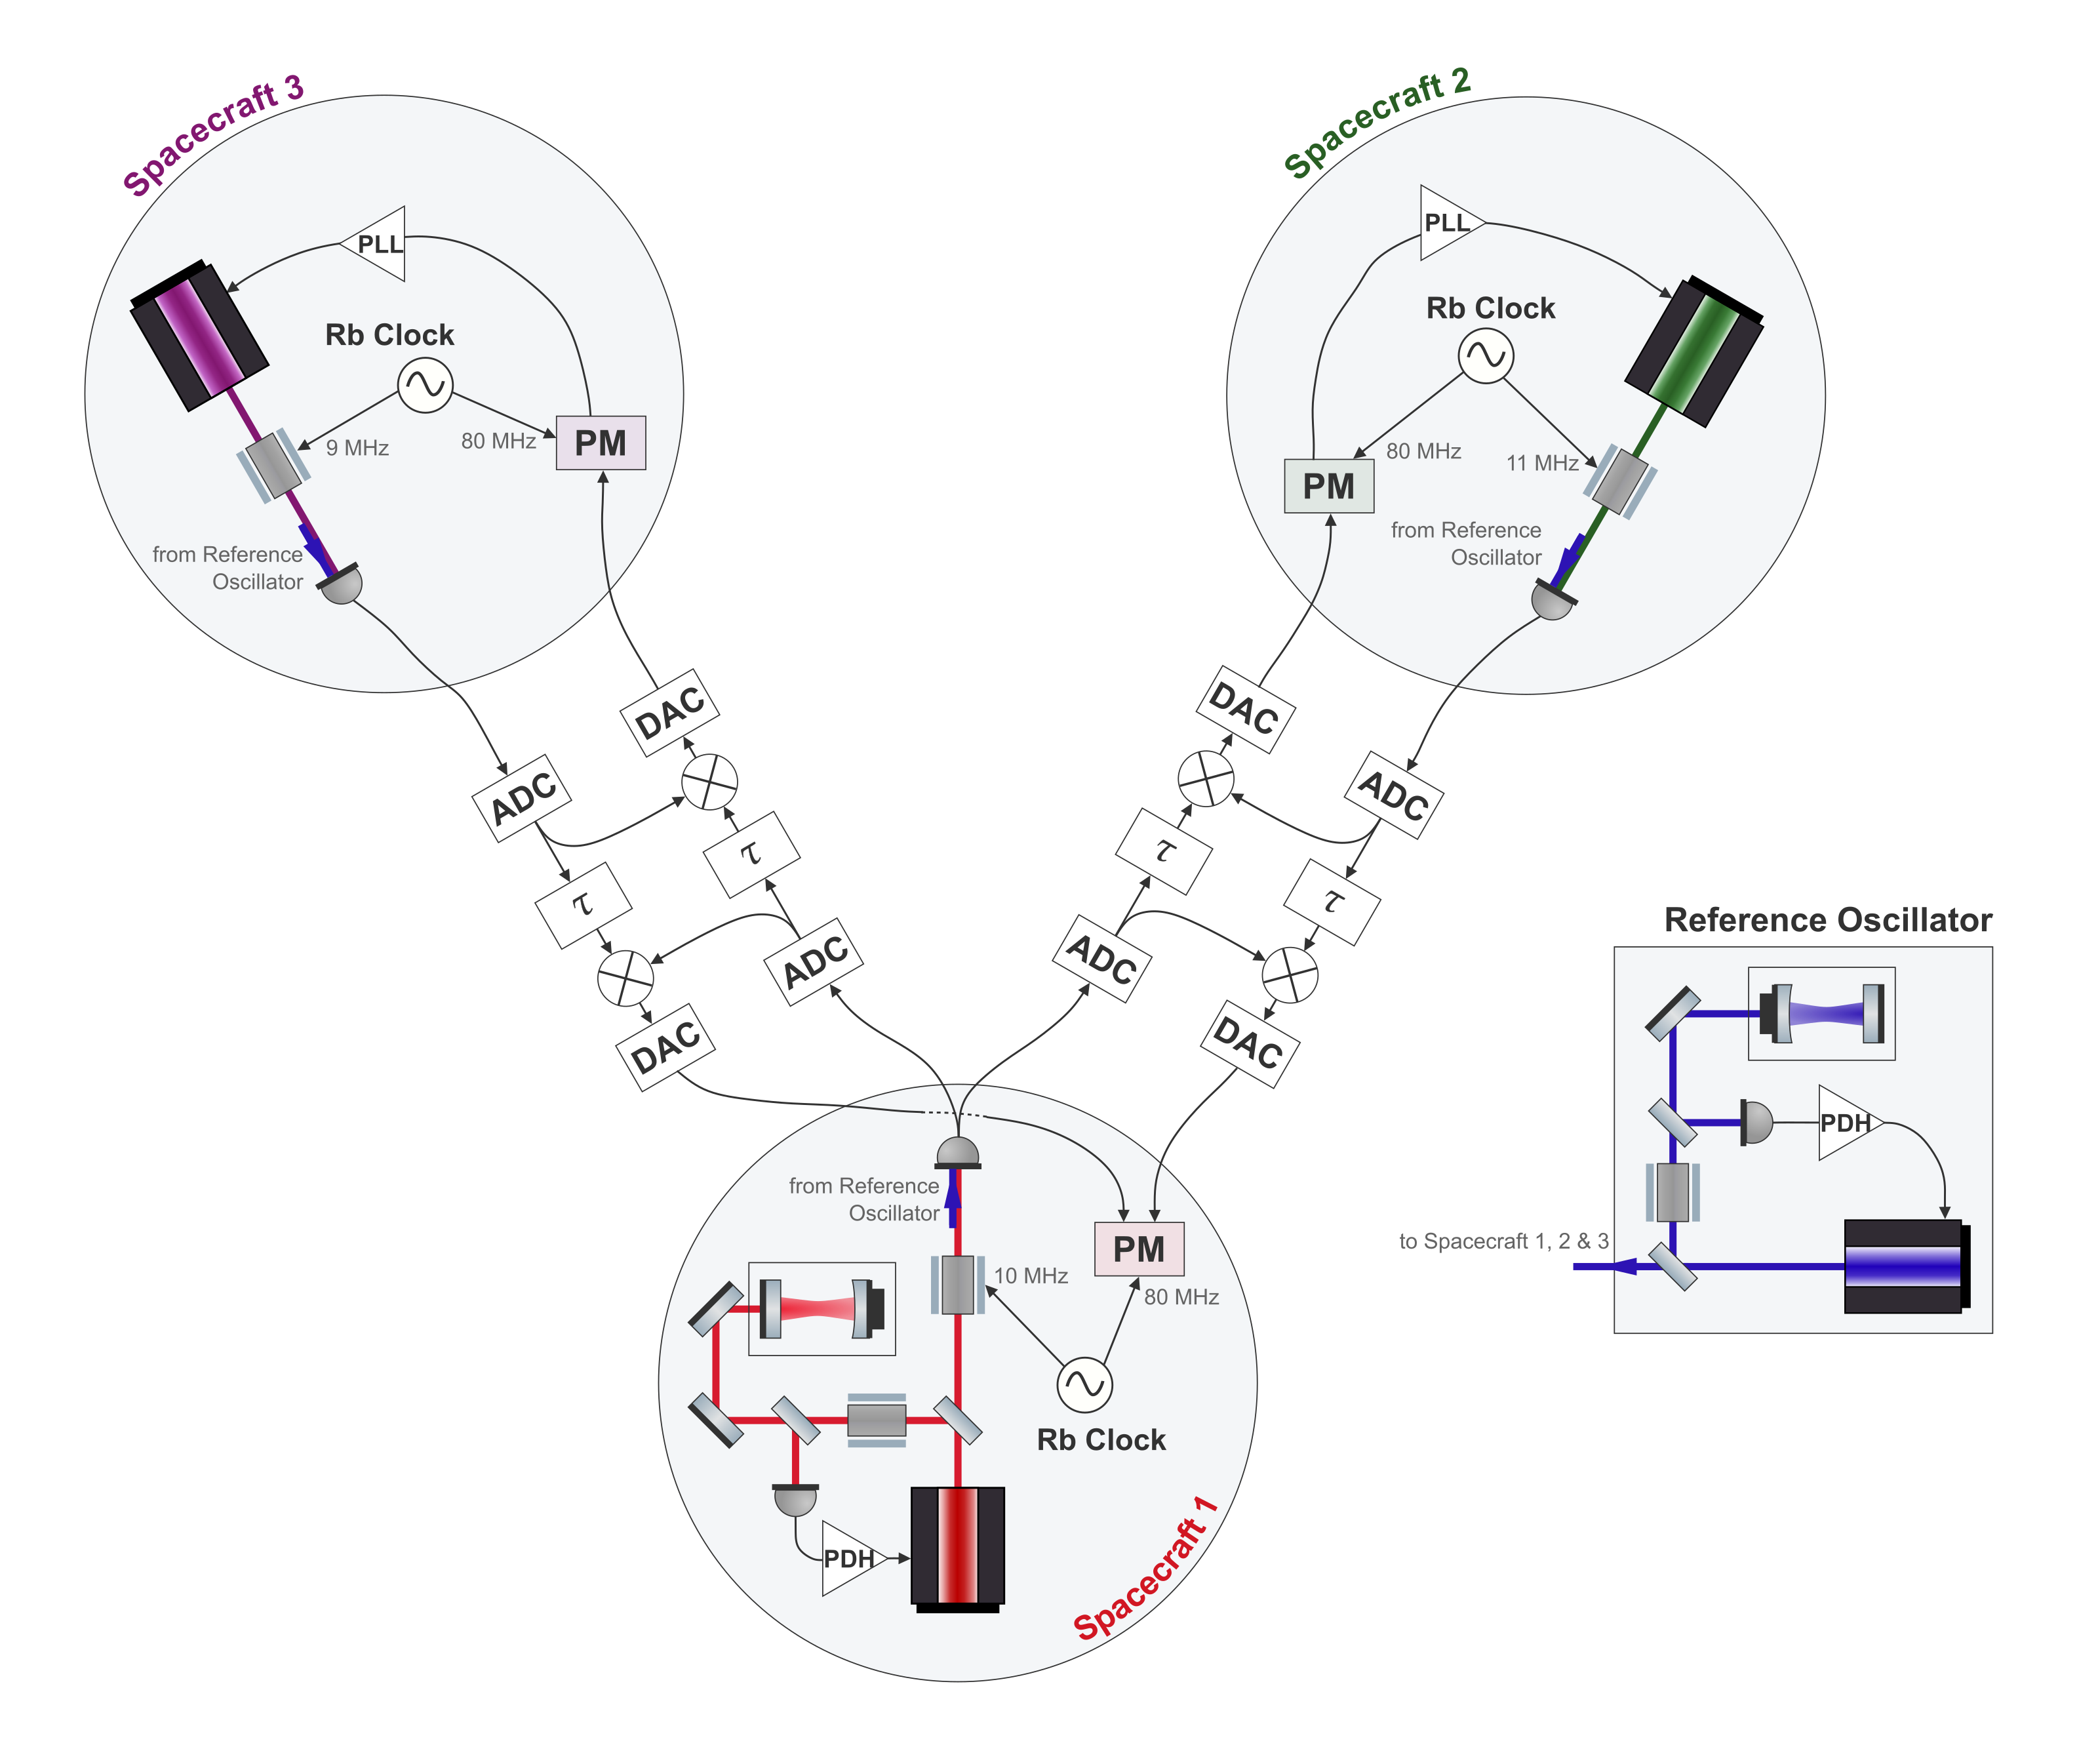 Spacecraft 3
PLL
Rb Clock
9 MHz
80 MHz
PM
from Reference
Oscillator
Spacecraft 2
PLL
Rb Clock
80 MHz
11 MHz
PM
from Reference
Oscillator
DAC
ADC
τ
τ
ADC
DAC
DAC
ADC
τ
τ
ADC
DAC
Reference Oscillator
PDH
to Spacecraft 1, 2 & 3
from Reference
Oscillator
PM
10 MHz
80 MHz
Rb Clock
PDH
Spacecraft 1